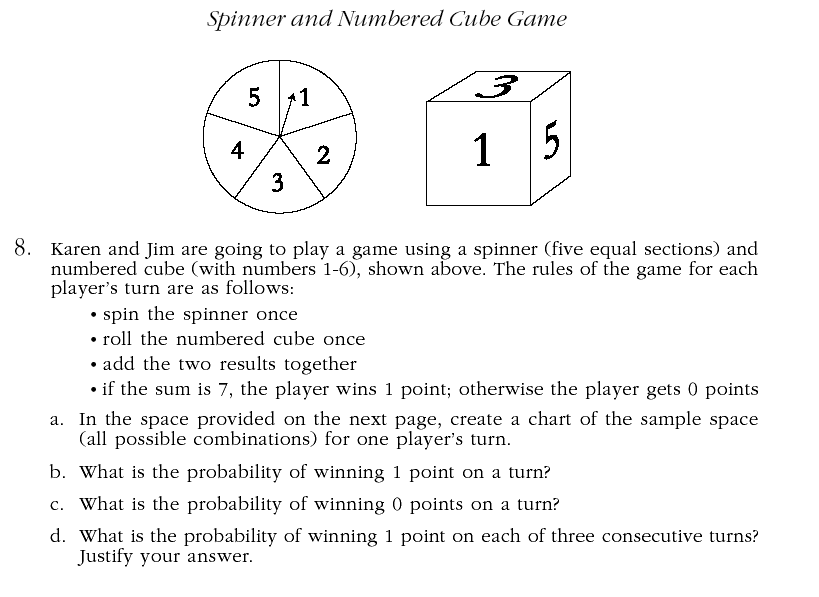 Spinner and Numbered Cube Game
5
1
4
2
3
3
1
5
8. Karen and Jim are going to play a game using a spinner (five equal sections) and
numbered cube (with numbers 1-6), shown above. The rules of the game for each
player's turn are as follows:
• spin the spinner once
• roll the numbered cube once
• add the two results together
• if the sum is 7, the player wins 1 point; otherwise the player gets 0 points
a. In the space provided on the next page, create a chart of the sample space
(all possible combinations) for one player's turn.
b. What is the probability of winning 1 point on a turn?
c. What is the probability of winning 0 points on a turn?
d. What is the probability of winning 1 point on each of three consecutive turns?
Justify your answer.